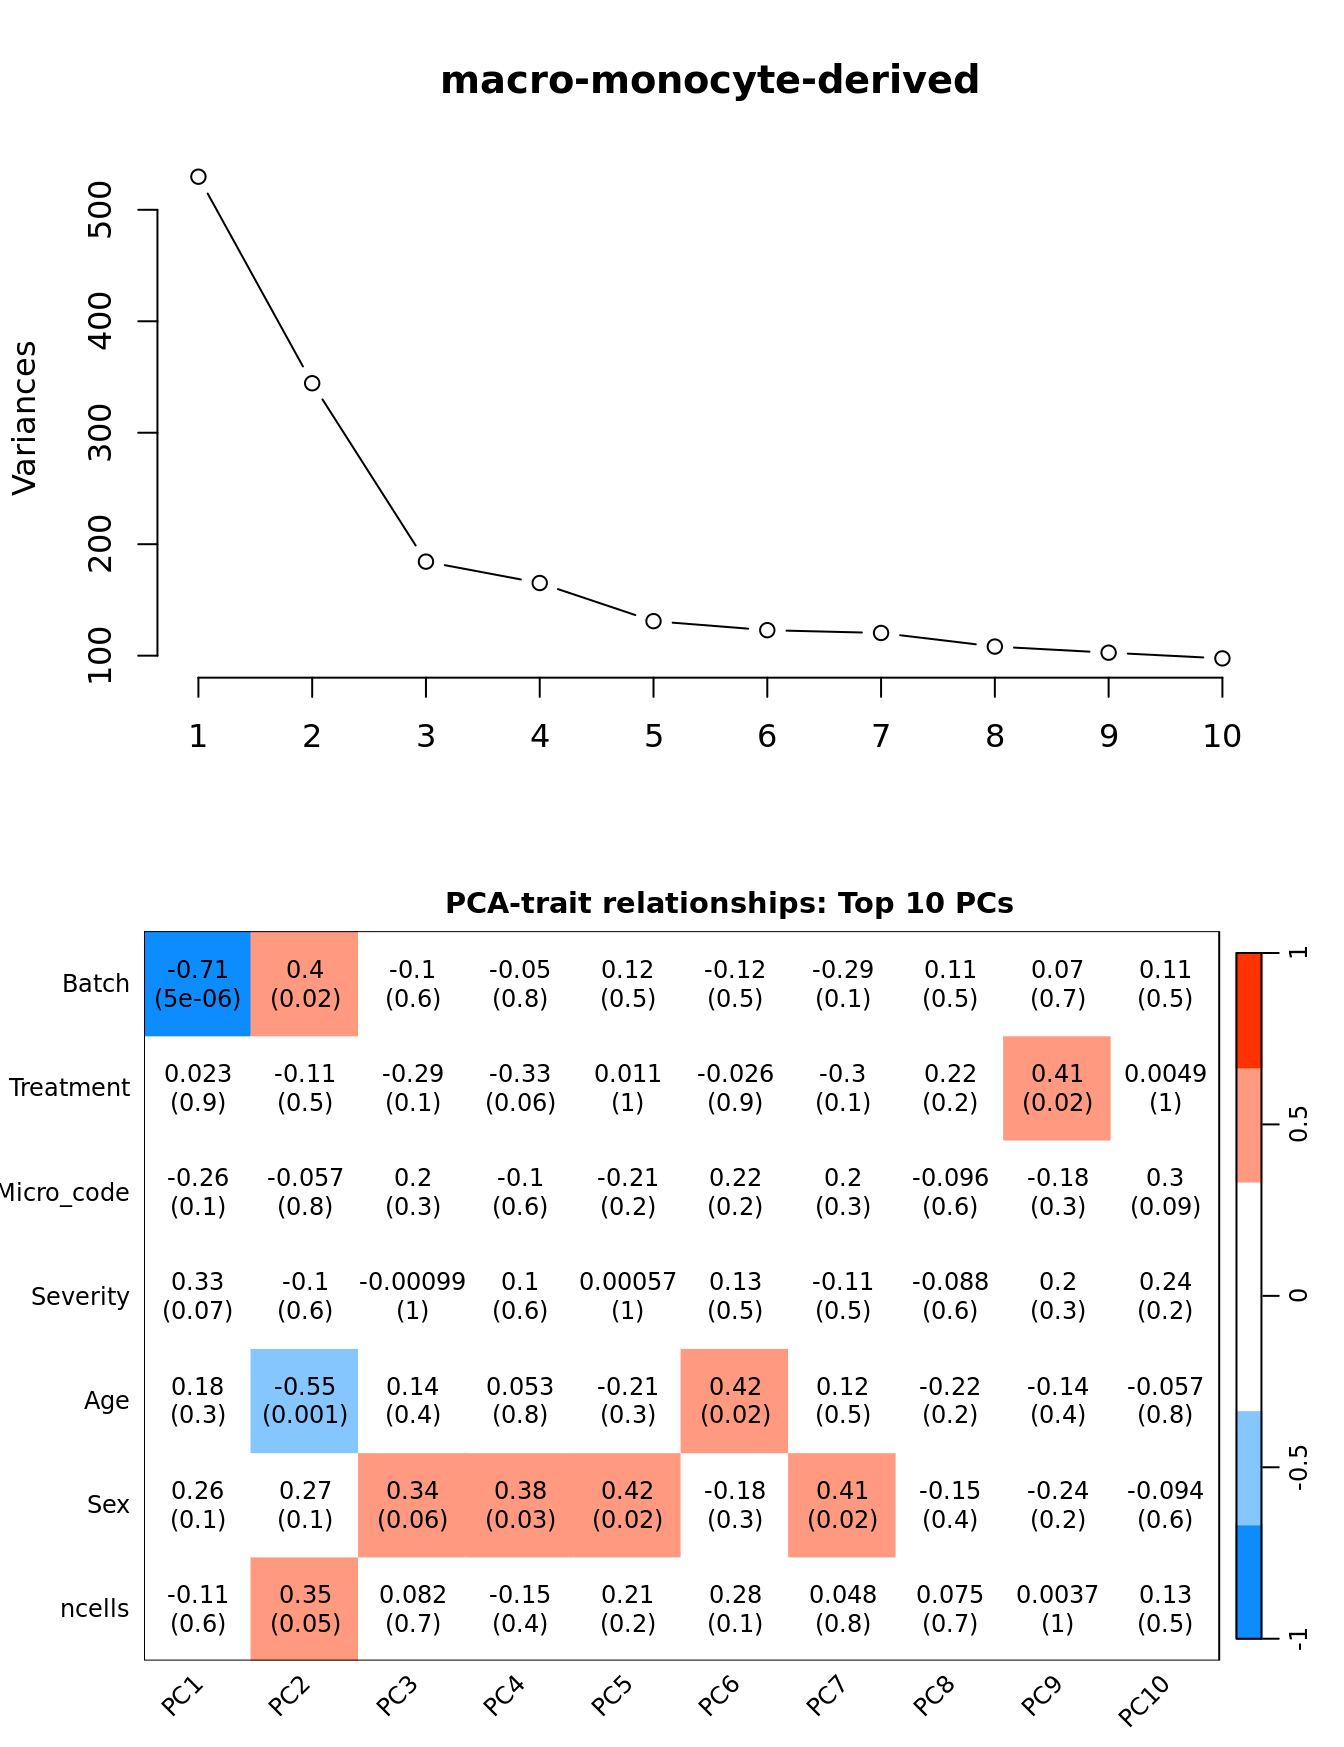 macro-monocyte-derived
Variances
500
400
300
200
100
1 2 3 4 5 6 7 8 9 10
PCA-trait relationships: Top 10 PCs
Batch -0.71 0.4 -0.1 -0.05 0.12 -0.12 -0.29 0.11 0.07 0.11
(5e-06) (0.02) (0.6) (0.8) (0.5) (0.5) (0.1) (0.5) (0.7) (0.5)
Treatment 0.023 -0.11 -0.29 -0.33 0.011 -0.026 -0.3 0.22 0.41 0.0049
(0.9) (0.5) (0.1) (0.06) (1) (0.9) (0.1) (0.2) (0.02) (1)
Micro_code -0.26 -0.057 0.2 -0.1 -0.21 0.22 0.2 -0.096 -0.18 0.3
(0.1) (0.8) (0.3) (0.6) (0.2) (0.2) (0.3) (0.6) (0.3) (0.09)
Severity 0.33 -0.1 -0.00099 0.1 0.00057 0.13 -0.11 -0.088 0.2 0.24
(0.07) (0.6) (1) (0.6) (1) (0.5) (0.5) (0.6) (0.3) (0.2)
Age 0.18 -0.55 0.14 0.053 -0.21 0.42 0.12 -0.22 -0.14 -0.057
(0.3) (0.001) (0.4) (0.8) (0.3) (0.02) (0.5) (0.2) (0.4) (0.8)
Sex 0.26 0.27 0.34 0.38 0.42 -0.18 0.41 -0.15 -0.24 -0.094
(0.1) (0.1) (0.06) (0.03) (0.02) (0.3) (0.02) (0.4) (0.2) (0.6)
ncells -0.11 0.35 0.082 -0.15 0.21 0.28 0.048 0.075 0.0037 0.13
(0.6) (0.05) (0.7) (0.4) (0.2) (0.1) (0.8) (0.7) (1) (0.5)
PC1 PC2 PC3 PC4 PC5 PC6 PC7 PC8 PC9 PC10
1
0.5
0
-0.5
-1